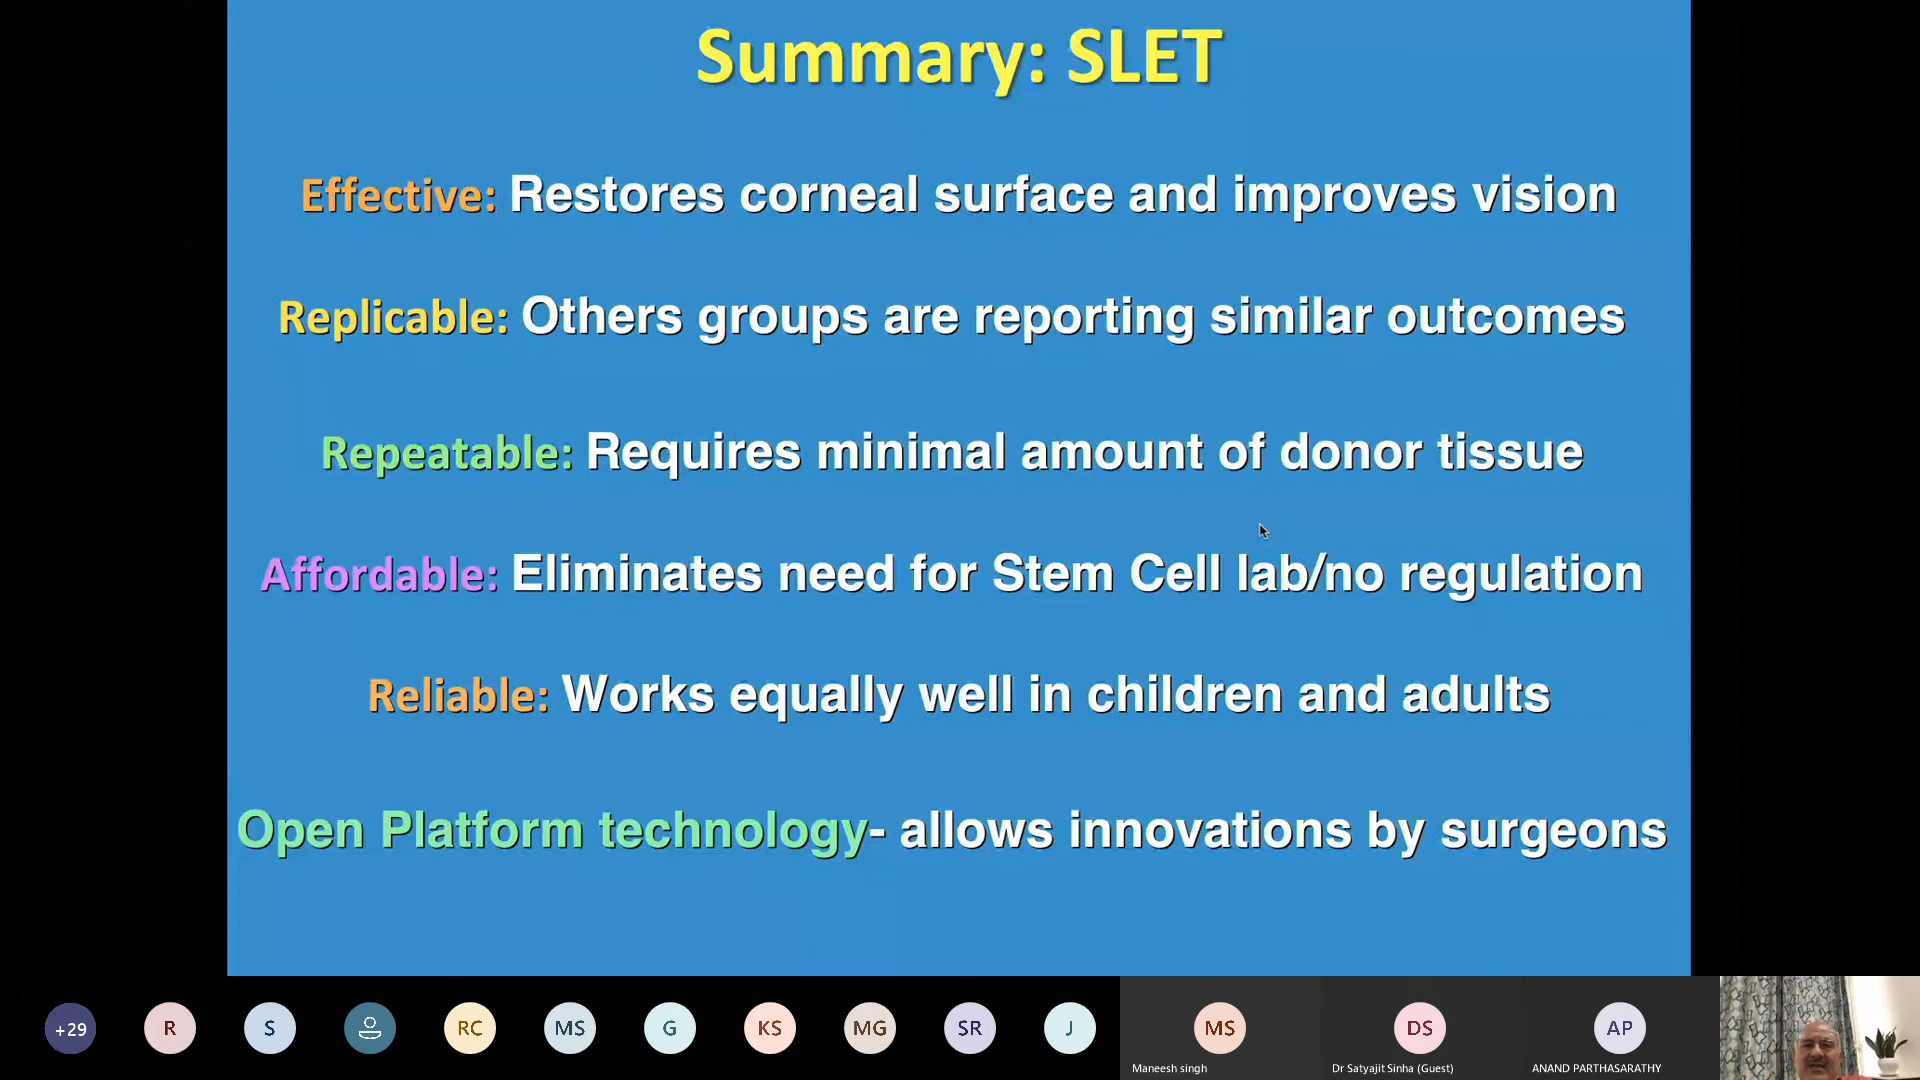 Summary: SLET
Effective: Restores corneal surface and improves vision
Replicable: Others groups are reporting similar outcomes
Repeatable: Requires minimal amount of donor tissue
Affordable: Eliminates need for Stem Cell lab/no regulation
Reliable: Works equally well in children and adults
Open Platform technology- allows innovations by surgeons
+29 R S RC MS G KS MG SR J MS DS AP
Maneesh singh Dr Satyajit Sinha (Guest) ANAND PARTHASARATHY